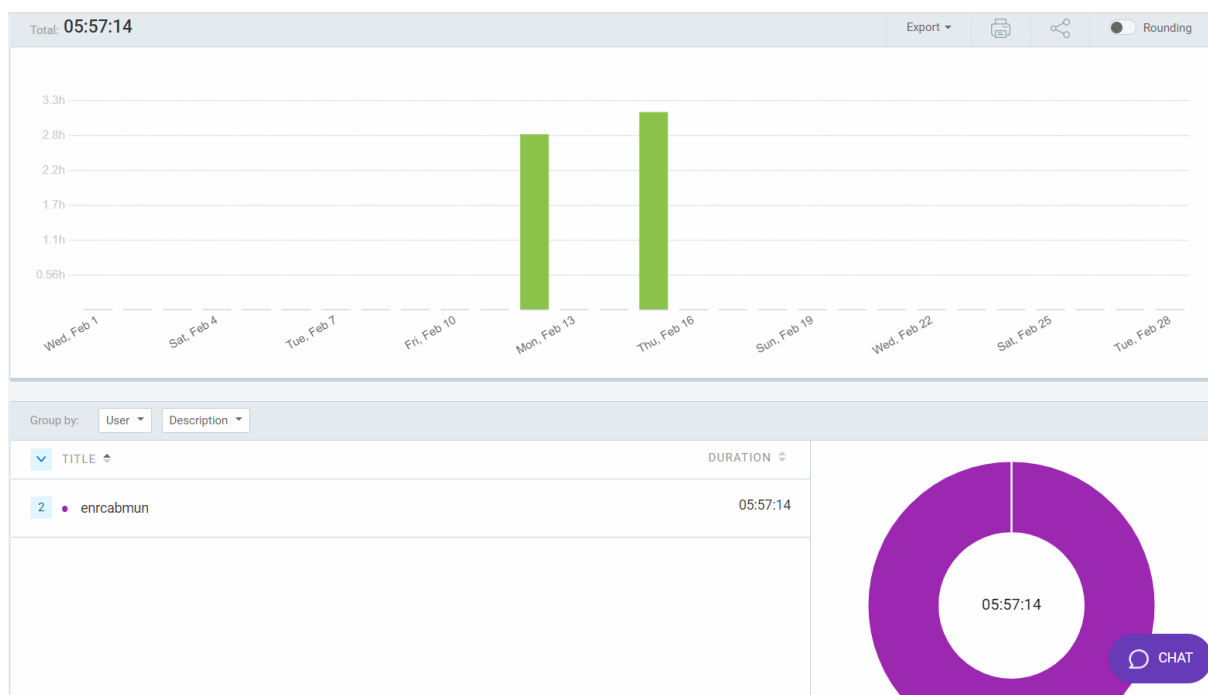 Total: 05:57:14 Export Rounding
3.3h
2.8h
2.2h
1.7h
1.1h
0.56h
Wed, Feb 1 Sat, Feb 4 Tue, Feb 7 Fri, Feb 10 Mon, Feb 13 Thu, Feb 16 Sun, Feb 19 Wed, Feb 22 Sat, Feb 25 Tue, Feb 28
Group by: User Description
TITLE DURATION
2 enrcabmun 05:57:14
05:57:14
CHAT